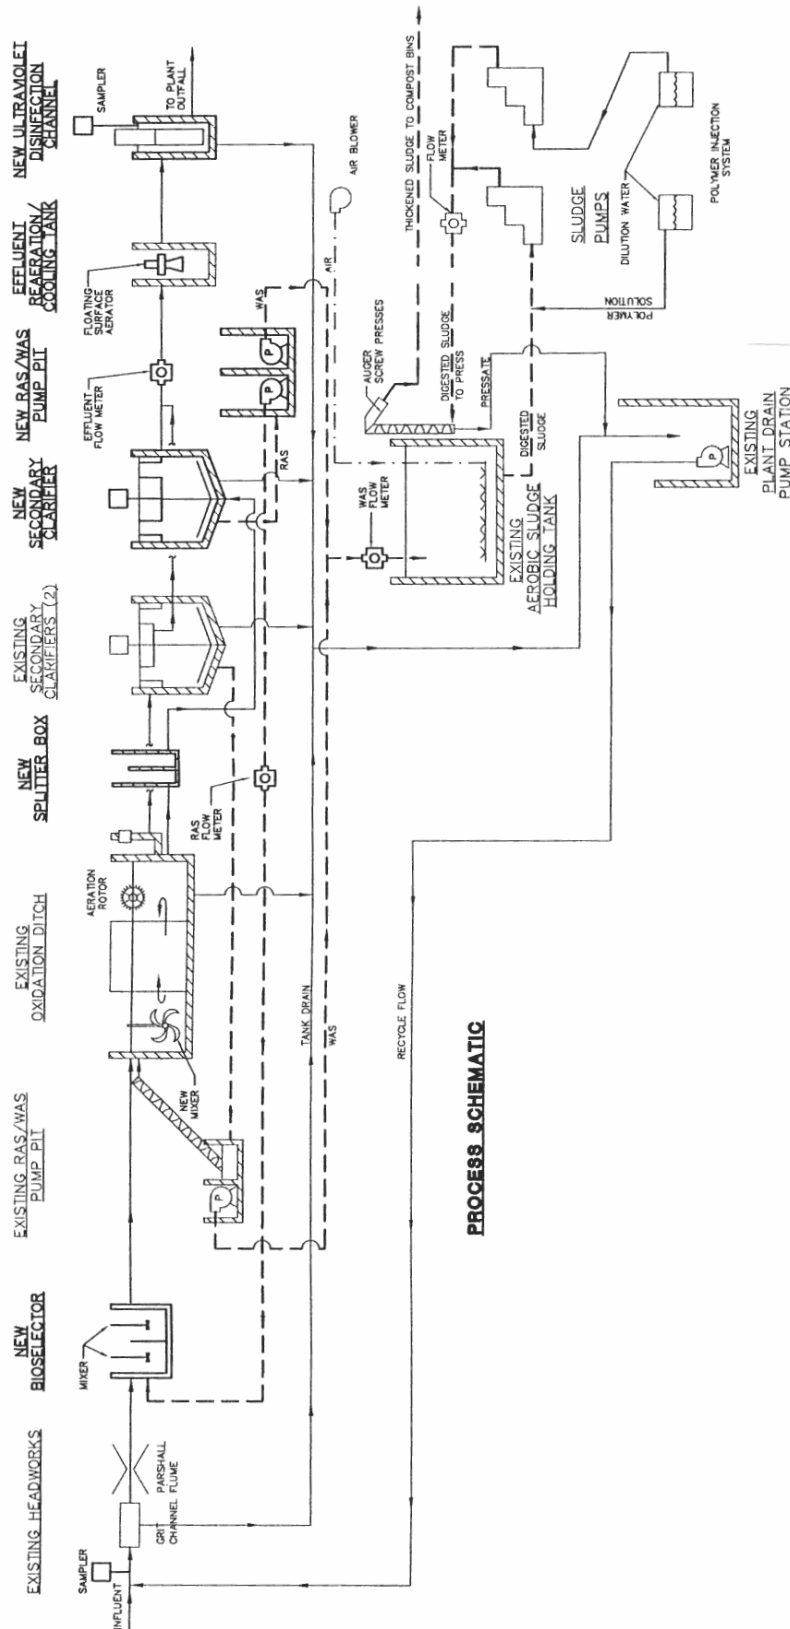 EXISTING HEADWORKS
NEW
BIOSELECTOR
EXISTING RAS/WAS
PUMP PIT
EXISTING
OXIDATION DITCH
NEW
SPLITTER BOX
EXISTING
SECONDARY
CLARIFIERS (2)
NEW
SECONDARY
CLARIFIER
NEW RAS/WAS
PUMP PIT
EFFLUENT
REAERATION/
COOLING TANK
NEW ULTRAVIOLET
DISINFECTION
CHANNEL
SAMPLER
INFLUENT
GRIT
CHANNEL
PARSHALL
FLUME
MIXER
NEW
MIXER
AERATION
ROTOR
RAS
FLOW
METER
EFFLUENT
FLOW METER
FLOATING
SURFACE
AERATOR
SAMPLER
TO PLANT
OUTFALL
WAS
RAS
TANK DRAIN
WAS
AIR BLOWER
AIR
WAS
FLOW
METER
AUGER
SCREW PRESSES
THICKENED SLUDGE TO COMPOST BINS
FLOW
METER
DIGESTED SLUDGE
TO PRESS
PRESSATE
EXISTING
AEROBIC SLUDGE
HOLDING TANK
DIGESTED
SLUDGE
SLUDGE
PUMPS
POLYMER
SOLUTION
DILUTION WATER
POLYMER INJECTION
SYSTEM
EXISTING
PLANT DRAIN
PUMP STATION
RECYCLE FLOW
P
P
P
P
PROCESS SCHEMATIC